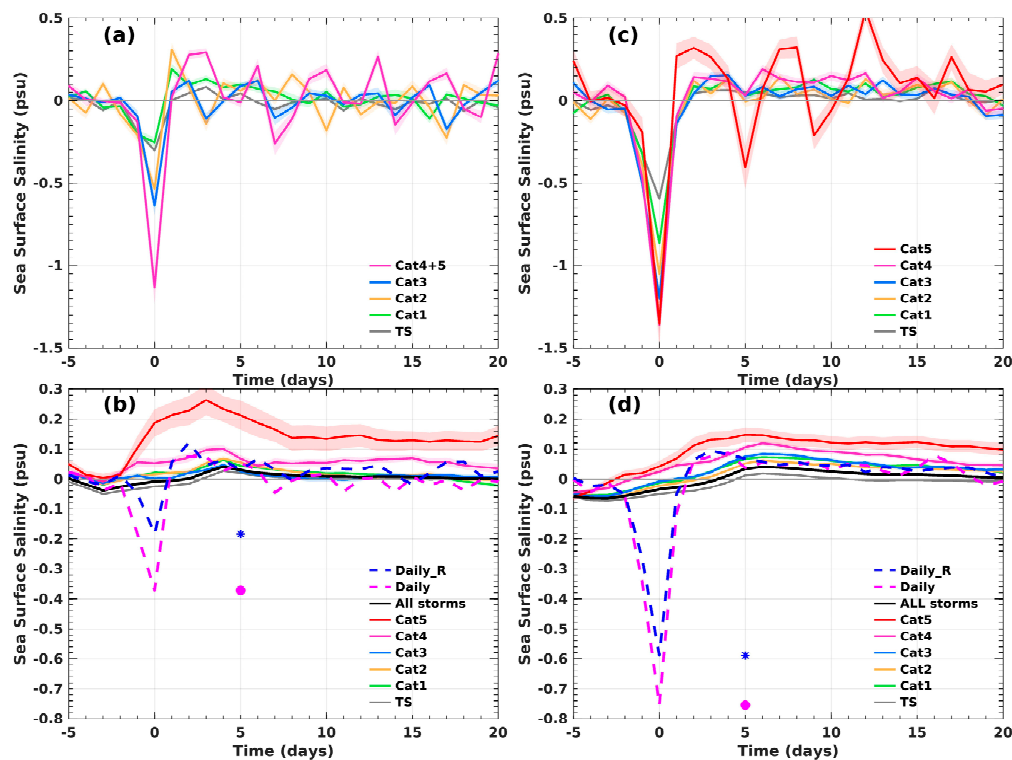 (a)
Sea Surface Salinity (psu)
0.5
0
-0.5
-1
-1.5
-5
0
5
10
15
20
Time (days)
Cat4+5
Cat3
Cat2
Cat1
TS
(c)
Sea Surface Salinity (psu)
0.5
0
-0.5
-1
-1.5
-5
0
5
10
15
20
Time (days)
Cat5
Cat4
Cat3
Cat2
Cat1
TS
(b)
Sea Surface Salinity (psu)
0.3
0.2
0.1
0
-0.1
-0.2
-0.3
-0.4
-0.5
-0.6
-0.7
-0.8
-5
0
5
10
15
20
Time (days)
Daily_R
Daily
All storms
Cat5
Cat4
Cat3
Cat2
Cat1
TS
(d)
Sea Surface Salinity (psu)
0.3
0.2
0.1
0
-0.1
-0.2
-0.3
-0.4
-0.5
-0.6
-0.7
-0.8
-5
0
5
10
15
20
Time (days)
Daily_R
Daily
ALL storms
Cat5
Cat4
Cat3
Cat2
Cat1
TS